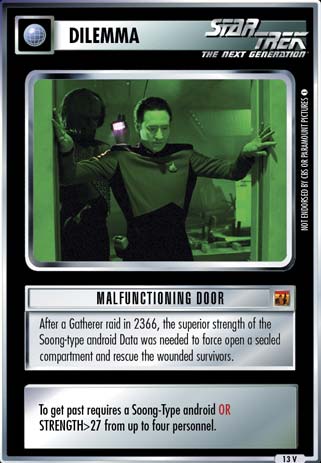 DILEMMA
STAR TREK
THE NEXT GENERATION
NOT ENDORSED BY CBS OR PARAMOUNT PICTURES
MALFUNCTIONING DOOR
After a Gatherer raid in 2366, the superior strength of the
Soong-type android Data was needed to force open a sealed
compartment and rescue the wounded survivors.
To get past requires a Soong-Type android OR
STRENGTH>27 from up to four personnel.
13 V